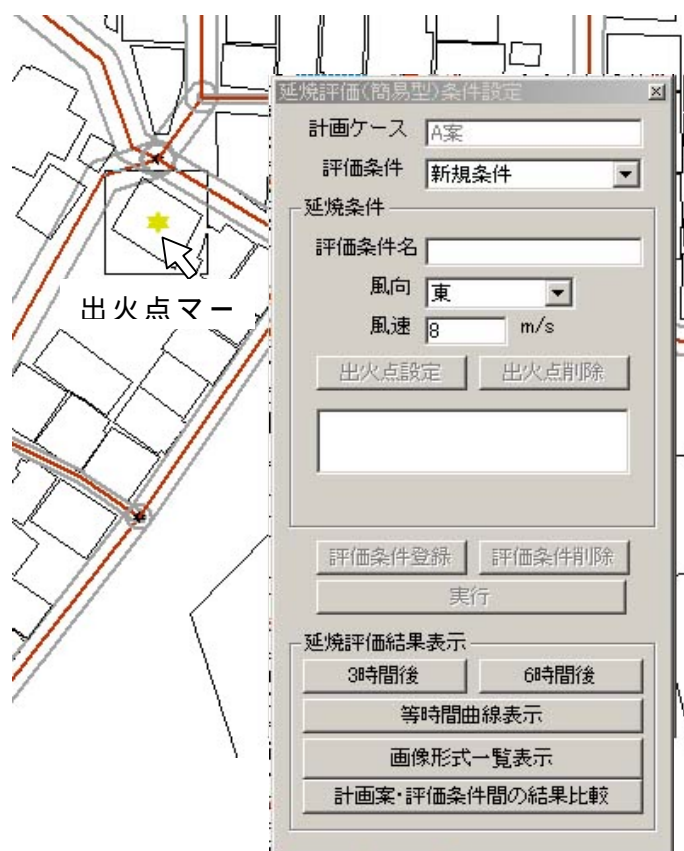 延焼評価(簡易型)条件設定
計画ケース A案
評価条件 新規条件
延焼条件
評価条件名
風向 東
風速 8 m/s
出火点設定 出火点削除
評価条件登録 評価条件削除
実行
延焼評価結果表示
3時間後 6時間後
等時間曲線表示
画像形式一覧表示
計画案・評価条件間の結果比較
出火点マー